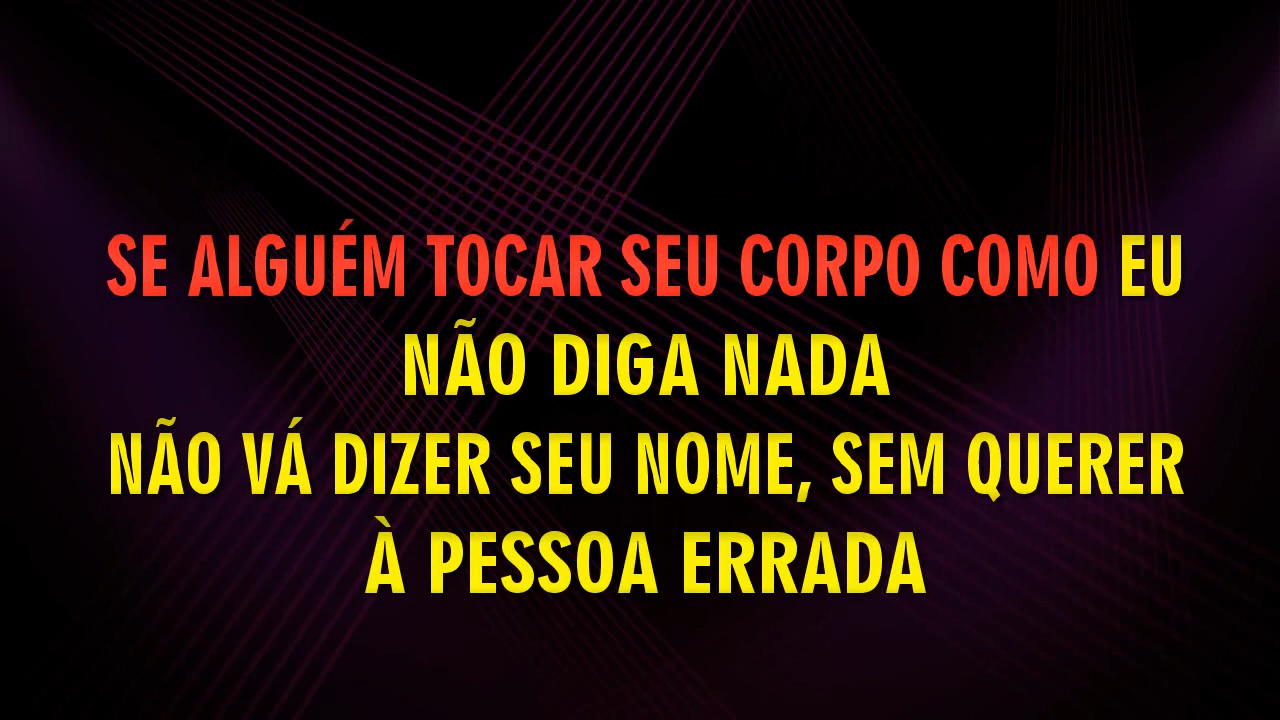 SE ALGUÉM TOCAR SEU CORPO COMO EU
NÃO DIGA NADA
NÃO VÁ DIZER SEU NOME, SEM QUERER
À PESSOA ERRADA